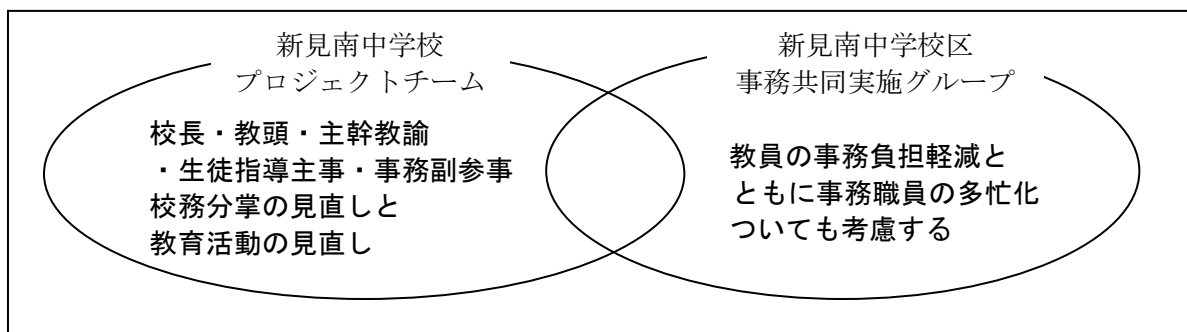 新見南中学校
プロジェクトチーム
校長・教頭・主幹教諭
・生徒指導主事・事務副参事
校務分掌の見直しと
教育活動の見直し
新見南中学校区
事務共同実施グループ
教員の事務負担軽減と
ともに事務職員の多忙化
ついても考慮する